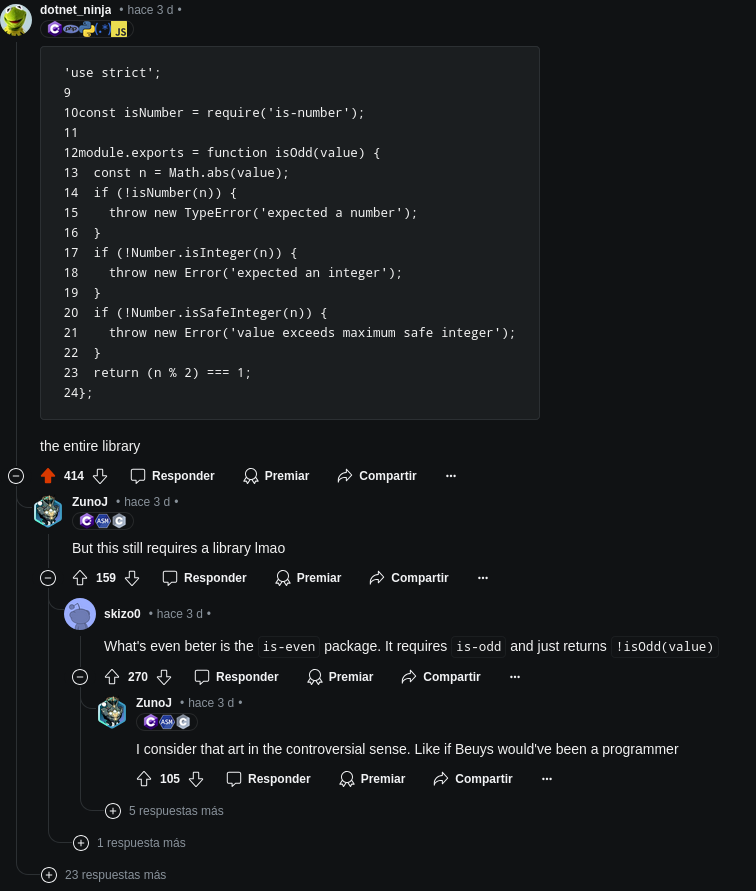 dotnet_ninja • hace 3 d •
php JS
'use strict';
9
10const isNumber = require('is-number');
11
12module.exports = function isOdd(value) {
13  const n = Math.abs(value);
14  if (!isNumber(n)) {
15    throw new TypeError('expected a number');
16  }
17  if (!Number.isInteger(n)) {
18    throw new Error('expected an integer');
19  }
20  if (!Number.isSafeInteger(n)) {
21    throw new Error('value exceeds maximum safe integer');
22  }
23  return (n % 2) === 1;
24};
the entire library
414 Responder Premiar Compartir ···
ZunoJ • hace 3 d •
C ASM C
But this still requires a library lmao
159 Responder Premiar Compartir ···
skizo0 • hace 3 d •
What's even beter is the is-even package. It requires is-odd and just returns !isOdd(value)
270 Responder Premiar Compartir ···
ZunoJ • hace 3 d •
C ASM C
I consider that art in the controversial sense. Like if Beuys would've been a programmer
105 Responder Premiar Compartir ···
5 respuestas más
1 respuesta más
23 respuestas más